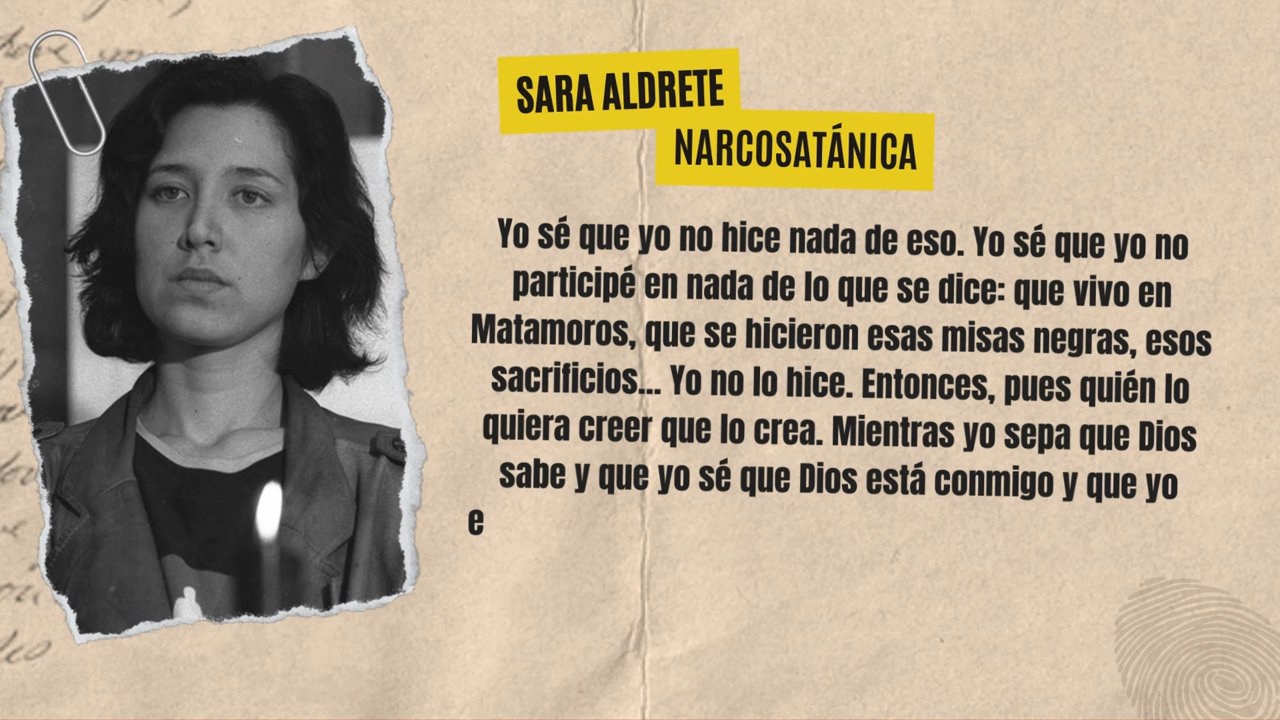 SARA ALDRETE
NARCOSATÁNICA
Yo sé que yo no hice nada de eso. Yo sé que yo no
participé en nada de lo que se dice: que vivo en
Matamoros, que se hicieron esas misas negras, esos
sacrificios... Yo no lo hice. Entonces, pues quién lo
quiera creer que lo crea. Mientras yo sepa que Dios
sabe y que yo sé que Dios está conmigo y que yo
e